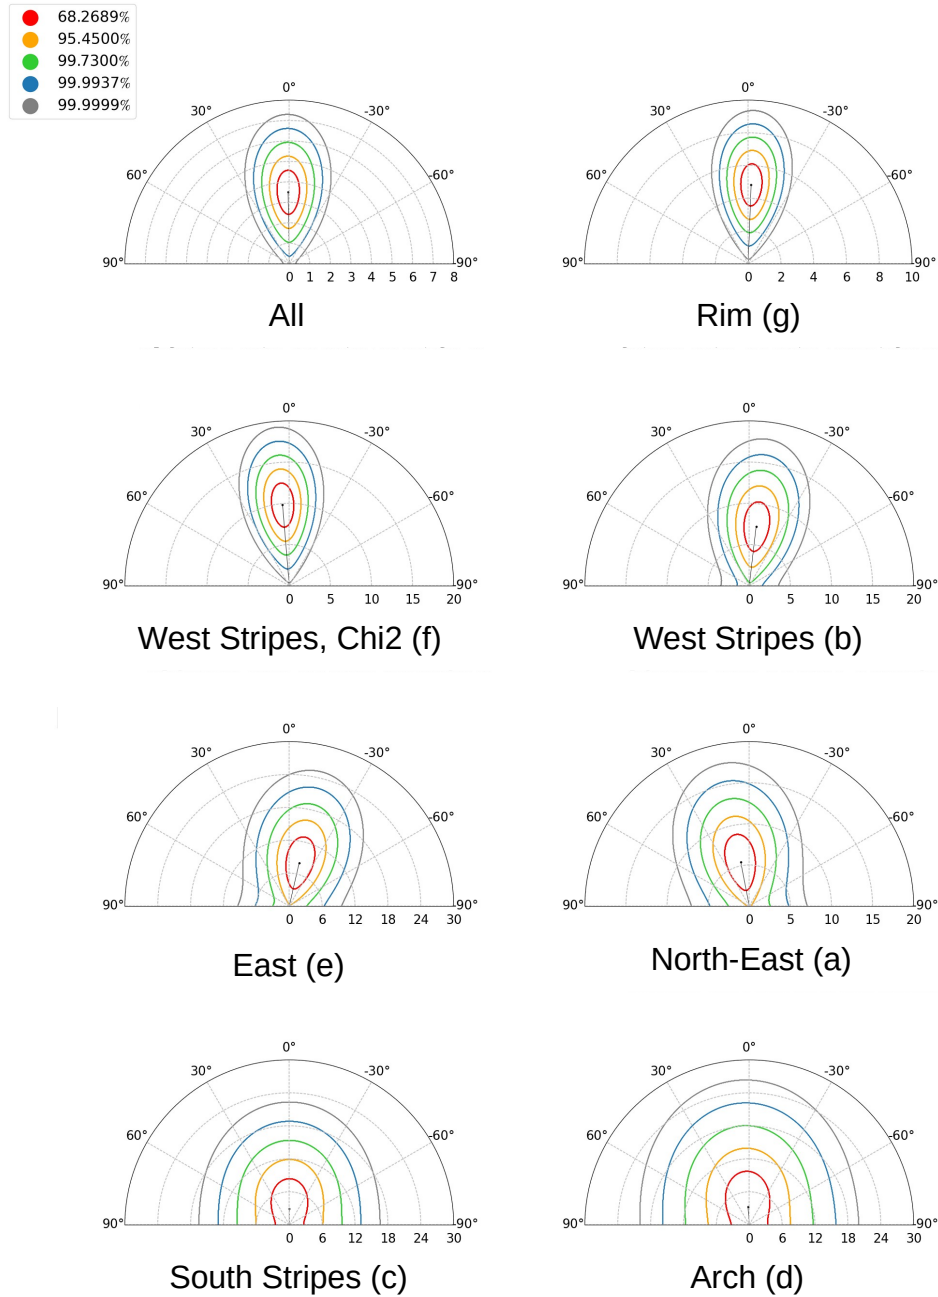 68.2689%
95.4500%
99.7300%
99.9937%
99.9999%
0°
30° -30°
60° -60°
90° -90°
0 1 2 3 4 5 6 7 8
All
0°
30° -30°
60° -60°
90° -90°
0 2 4 6 8 10
Rim (g)
0°
30° -30°
60° -60°
90° -90°
0 5 10 15 20
West Stripes, Chi2 (f)
0°
30° -30°
60° -60°
90° -90°
0 5 10 15 20
West Stripes (b)
0°
30° -30°
60° -60°
90° -90°
0 6 12 18 24 30
East (e)
0°
30° -30°
60° -60°
90° -90°
0 5 10 15 20
North-East (a)
0°
30° -30°
60° -60°
90° -90°
0 6 12 18 24 30
South Stripes (c)
0°
30° -30°
60° -60°
90° -90°
0 6 12 18 24 30
Arch (d)